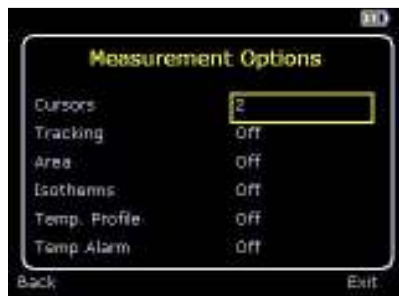 Measurement Options
Cursors 2
Tracking Off
Area Off
Isotherms Off
Temp. Profile Off
Temp Alarm Off
Back Exit